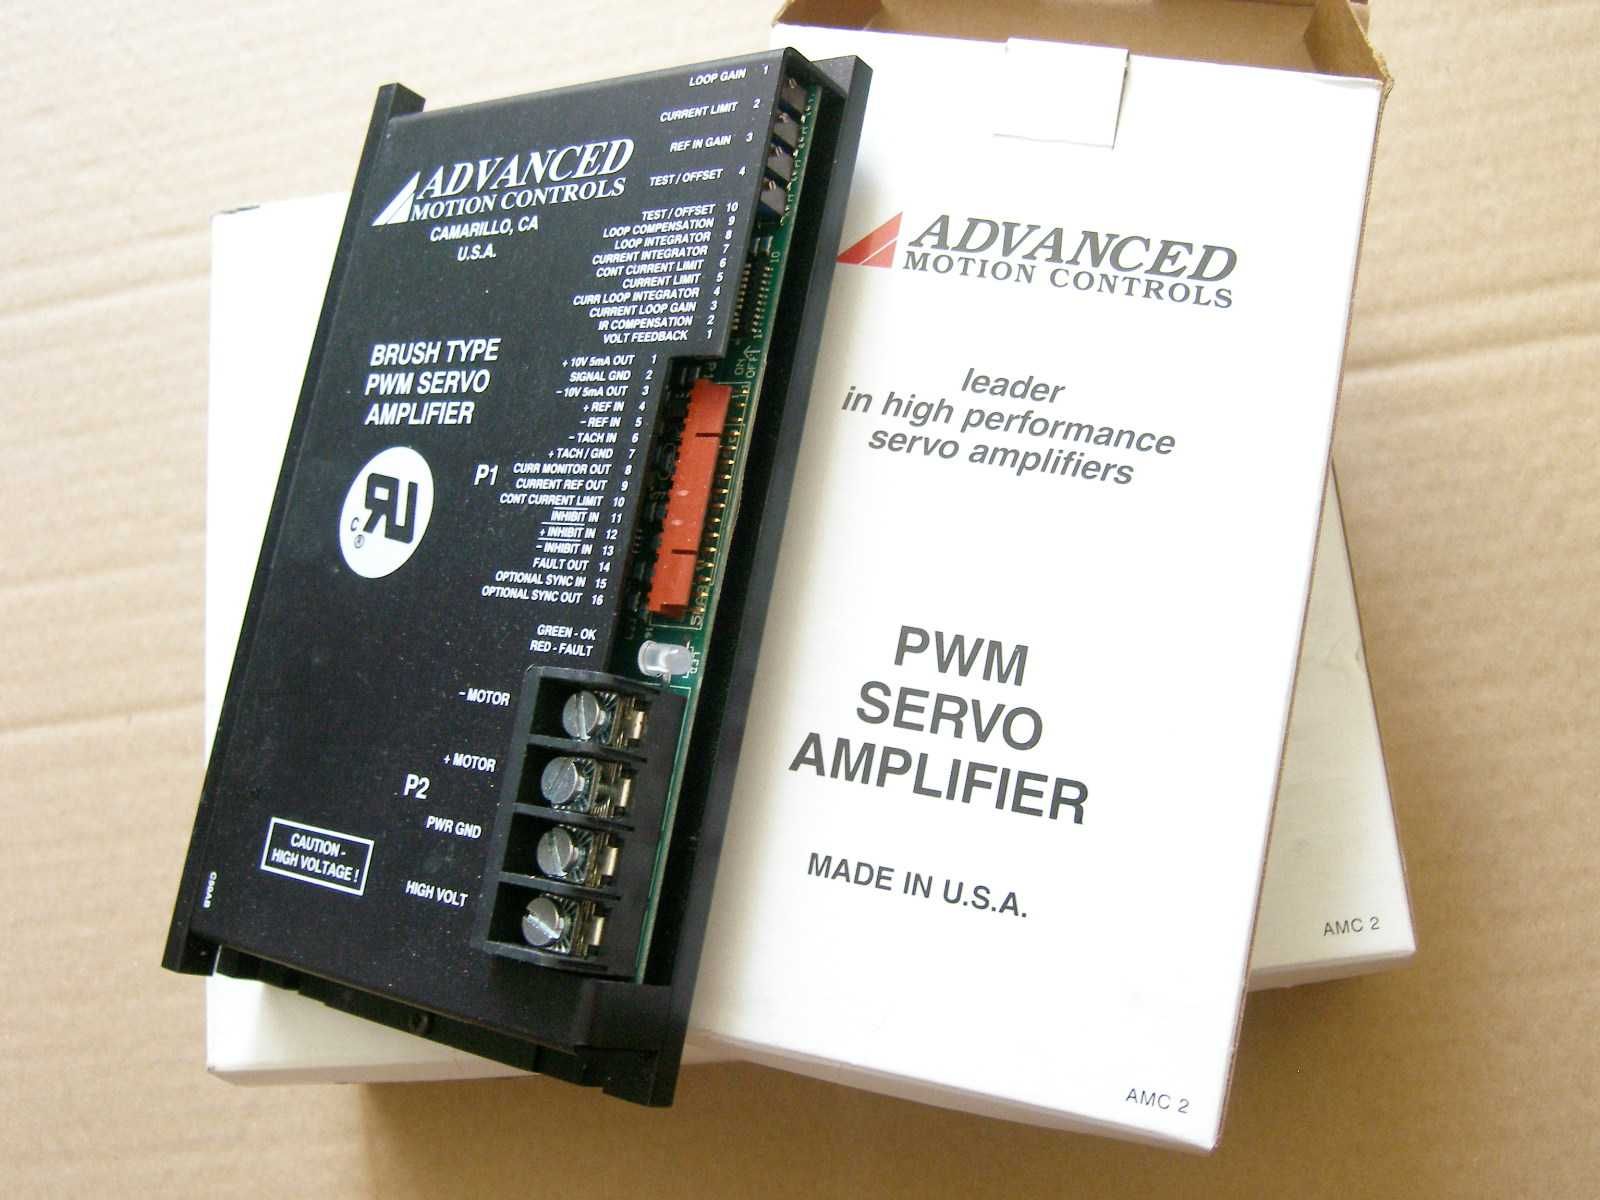 ADVANCED
MOTION CONTROLS
CAMARILLO, CA
U.S.A.
BRUSH TYPE
PWM SERVO
AMPLIFIER
LOOP GAIN 1
CURRENT LIMIT 2
REF IN GAIN 3
TEST / OFFSET 4
TEST / OFFSET 10
LOOP COMPENSATION 9
LOOP INTEGRATOR 8
CURRENT INTEGRATOR 7
CONT CURRENT LIMIT 6
CURRENT LIMIT 5
CURR LOOP INTEGRATOR 4
CURRENT LOOP GAIN 3
IR COMPENSATION 2
VOLT FEEDBACK 1
ON
OFF
10
1
P1
+ 10V 5mA OUT 1
SIGNAL GND 2
- 10V 5mA OUT 3
+ REF IN 4
- REF IN 5
- TACH IN 6
+ TACH / GND 7
CURR MONITOR OUT 8
CURRENT REF OUT 9
CONT CURRENT LIMIT 10
INHIBIT IN 11
+ INHIBIT IN 12
- INHIBIT IN 13
FAULT OUT 14
OPTIONAL SYNC IN 15
OPTIONAL SYNC OUT 16
P1
GREEN - OK
RED - FAULT
LED
- MOTOR
+ MOTOR
P2
PWR GND
HIGH VOLT
CAUTION -
HIGH VOLTAGE !
ADVANCED
MOTION CONTROLS
leader
in high performance
servo amplifiers
PWM
SERVO
AMPLIFIER
MADE IN U.S.A.
AMC 2
AMC 2